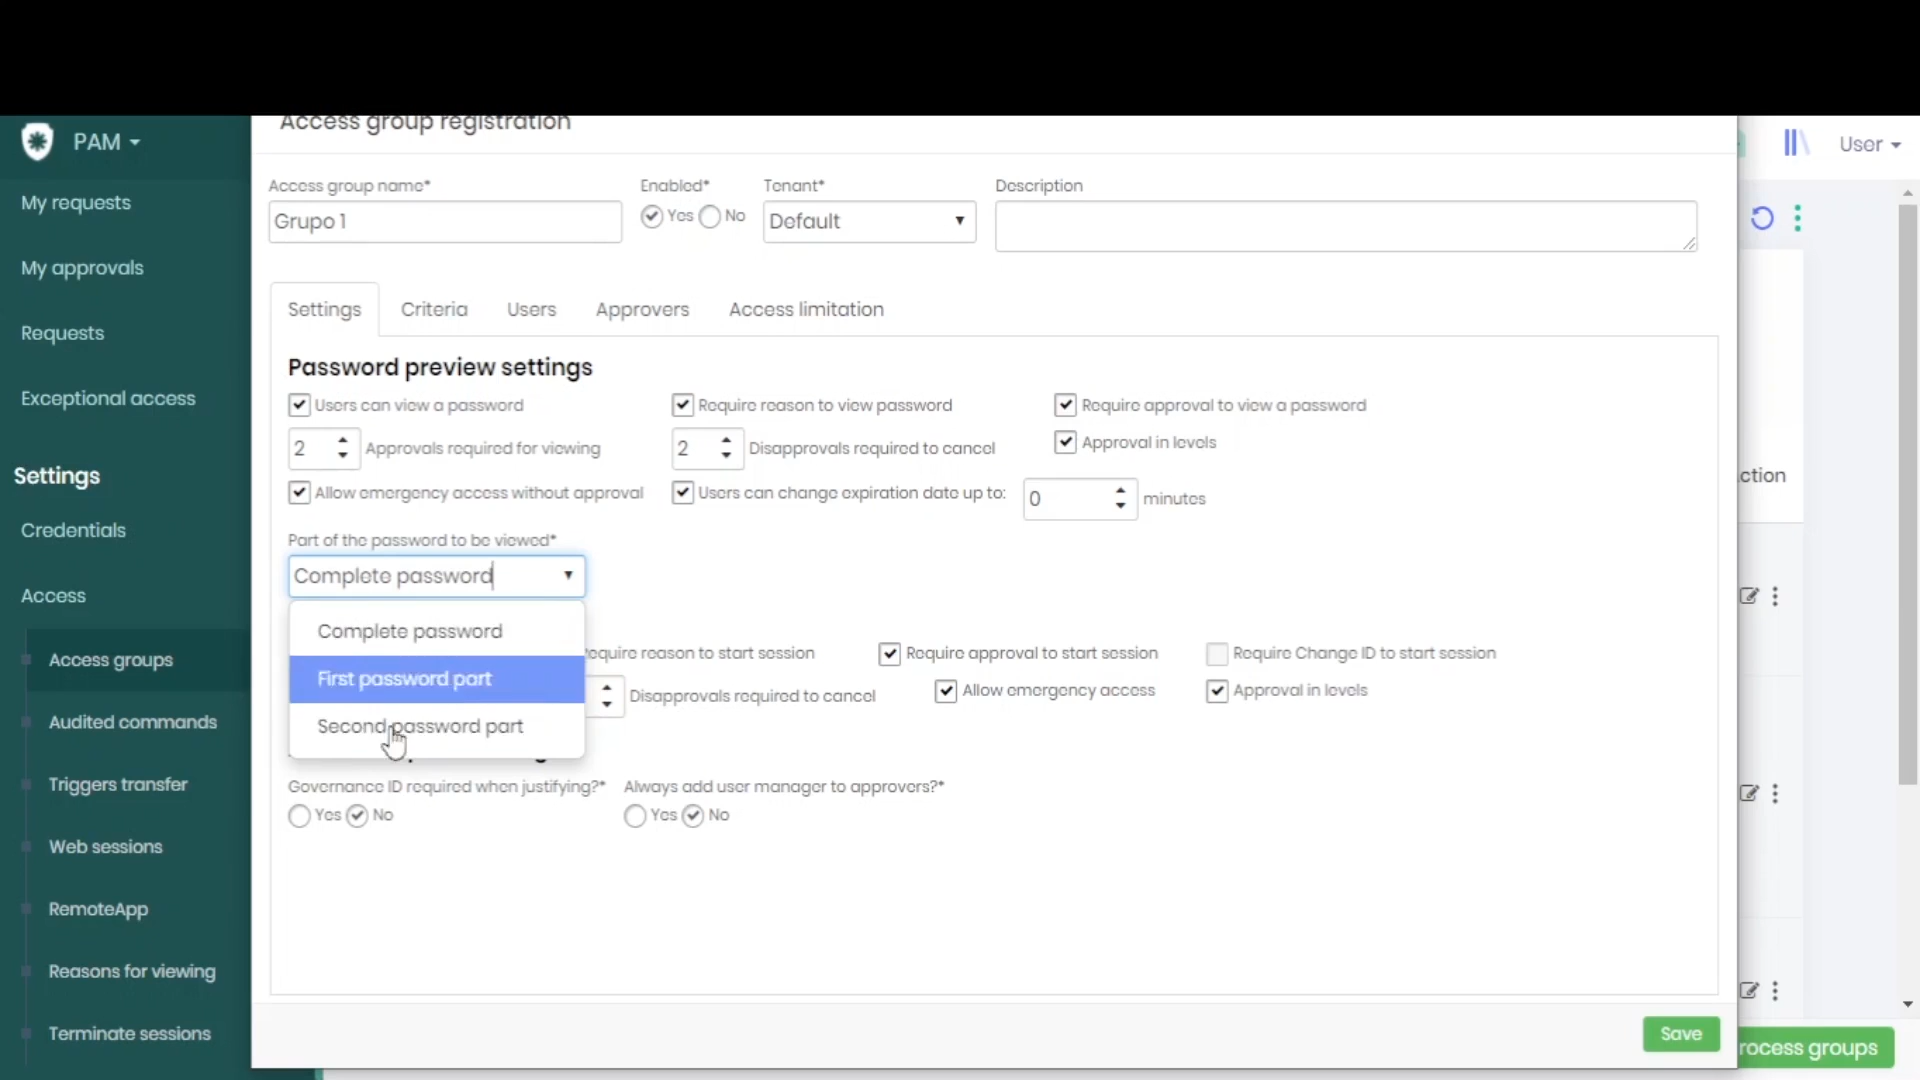 Access group registration
PAM
User
My requests
My approvals
Requests
Exceptional access
Settings
Credentials
Access
Access groups
Audited commands
Triggers transfer
Web sessions
RemoteApp
Reasons for viewing
Terminate sessions
Access group name* Enabled* Tenant* Description
Grupo 1 Yes No Default
Settings Criteria Users Approvers Access limitation
Password preview settings
Users can view a password Require reason to view password Require approval to view a password
2 Approvals required for viewing 2 Disapprovals required to cancel Approval in levels
Allow emergency access without approval Users can change expiration date up to: 0 minutes
Part of the password to be viewed*
Complete password
Complete password
First password part
Second password part
equire reason to start session Require approval to start session Require Change ID to start session
Disapprovals required to cancel Allow emergency access Approval in levels
Governance ID required when justifying?* Always add user manager to approvers?*
Yes No Yes No
ction
Save
rocess groups